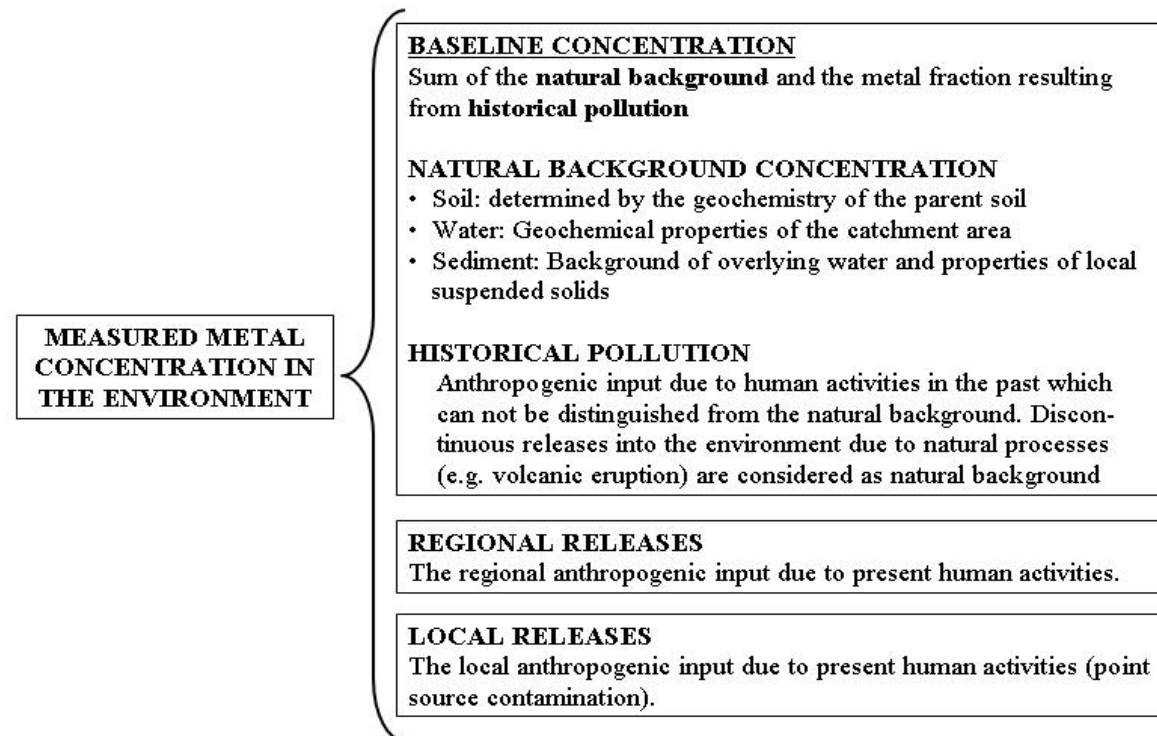 BASELINE CONCENTRATION
Sum of the natural background and the metal fraction resulting
from historical pollution
NATURAL BACKGROUND CONCENTRATION
• Soil: determined by the geochemistry of the parent soil
• Water: Geochemical properties of the catchment area
• Sediment: Background of overlying water and properties of local
suspended solids
MEASURED METAL
CONCENTRATION IN
THE ENVIRONMENT
HISTORICAL POLLUTION
Anthropogenic input due to human activities in the past which
can not be distinguished from the natural background. Discon-
tinuous releases into the environment due to natural processes
(e.g. volcanic eruption) are considered as natural background
REGIONAL RELEASES
The regional anthropogenic input due to present human activities.
LOCAL RELEASES
The local anthropogenic input due to present human activities (point
source contamination).